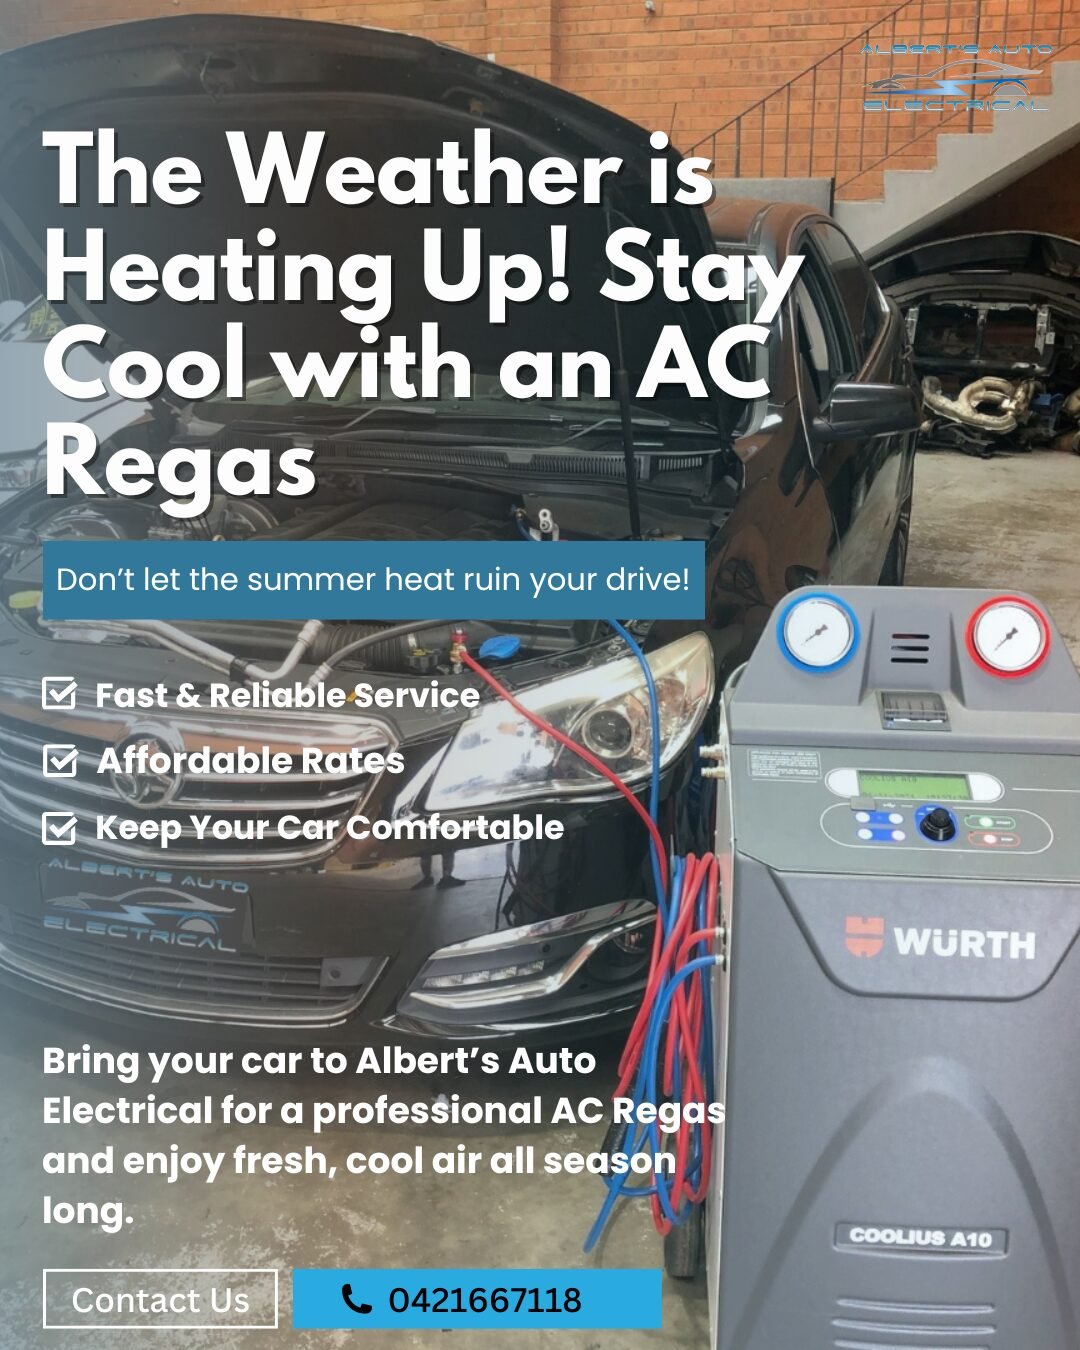 ALBERT'S AUTO
ELECTRICAL
The Weather is
Heating Up! Stay
Cool with an AC
Regas
Don't let the summer heat ruin your drive!
Fast & Reliable Service
Affordable Rates
Keep Your Car Comfortable
ALBERT'S AUTO
ELECTRICAL
COOLIUS A10
WÜRTH
Bring your car to Albert's Auto
Electrical for a professional AC Regas
and enjoy fresh, cool air all season
long.
COOLIUS A10
Contact Us
0421667118